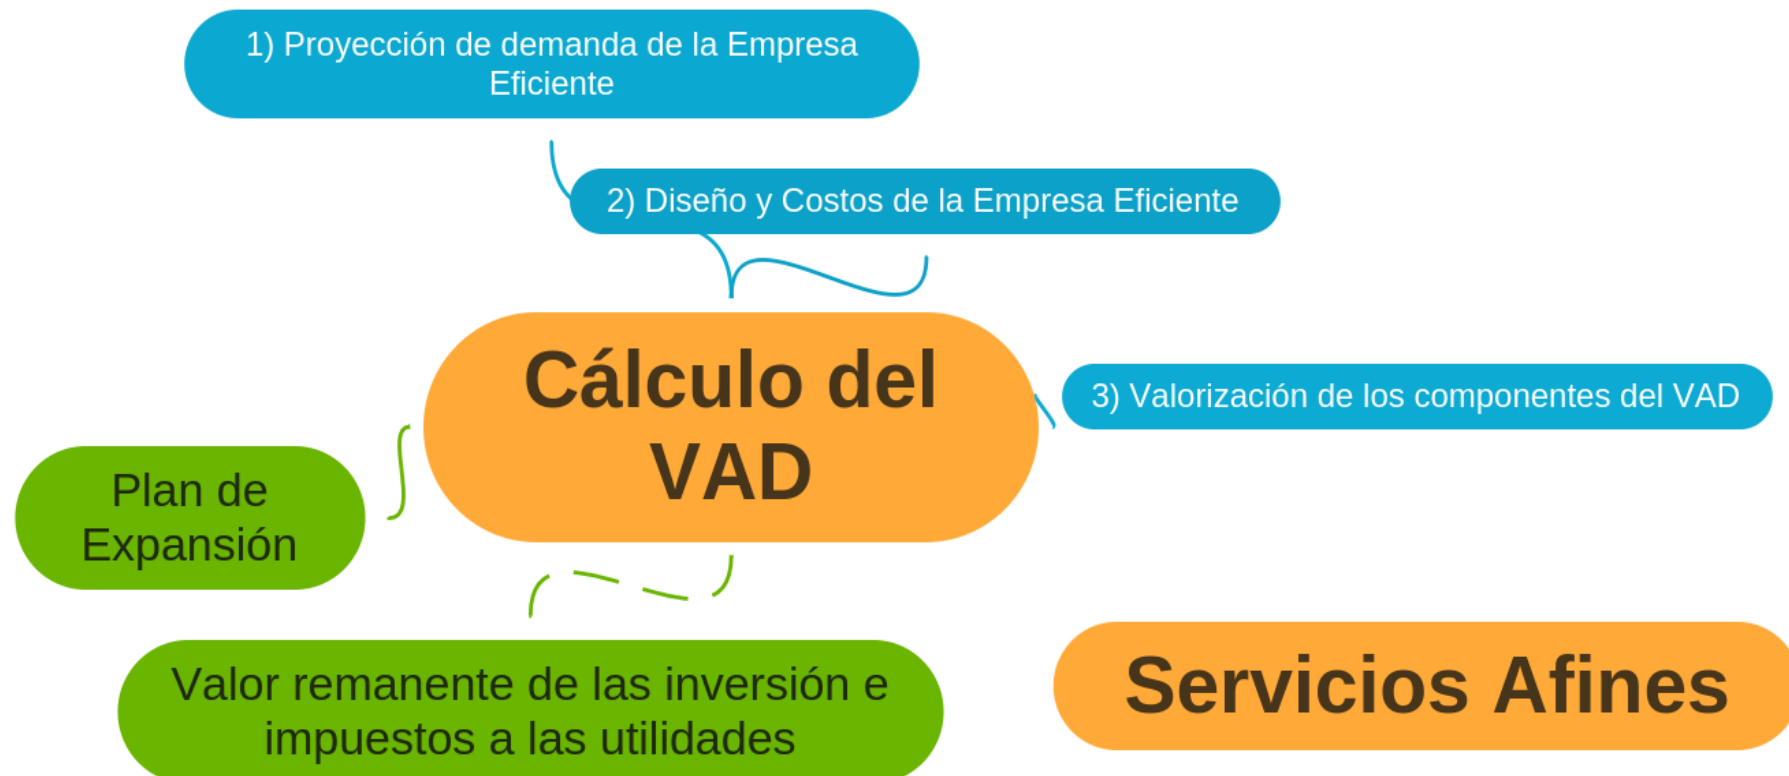 1) Proyección de demanda de la Empresa
Eficiente
2) Diseño y Costos de la Empresa Eficiente
Cálculo del
VAD
3) Valorización de los componentes del VAD
Plan de
Expansión
Valor remanente de las inversión e
impuestos a las utilidades
Servicios Afines